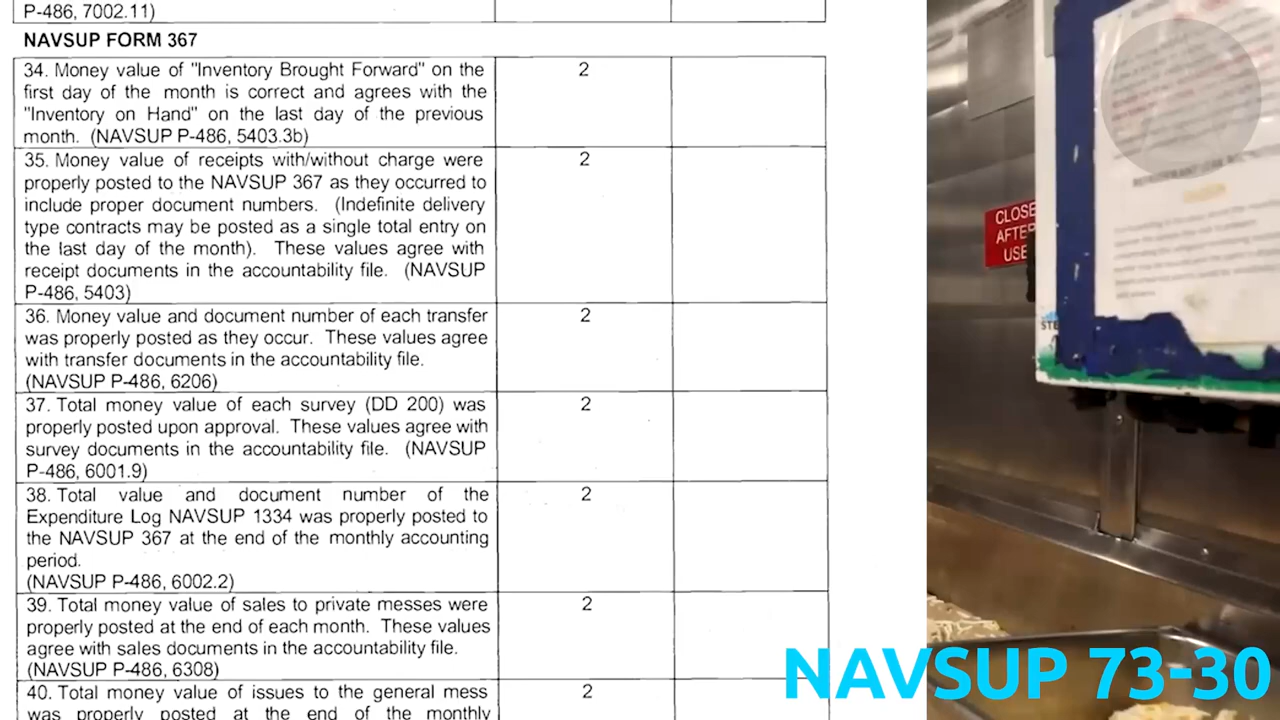 P-486, 7002.11)
NAVSUP FORM 367
34. Money value of "Inventory Brought Forward" on the 2
first day of the month is correct and agrees with the
"Inventory on Hand" on the last day of the previous
month. (NAVSUP P-486, 5403.3b)
35. Money value of receipts with/without charge were 2
properly posted to the NAVSUP 367 as they occurred to
include proper document numbers. (Indefinite delivery
type contracts may be posted as a single total entry on
the last day of the month). These values agree with
receipt documents in the accountability file. (NAVSUP
P-486, 5403)
36. Money value and document number of each transfer 2
was properly posted as they occur. These values agree
with transfer documents in the accountability file.
(NAVSUP P-486, 6206)
37. Total money value of each survey (DD 200) was 2
properly posted upon approval. These values agree with
survey documents in the accountability file. (NAVSUP
P-486, 6001.9)
38. Total value and document number of the 2
Expenditure Log NAVSUP 1334 was properly posted to
the NAVSUP 367 at the end of the monthly accounting
period.
(NAVSUP P-486, 6002.2)
39. Total money value of sales to private messes were 2
properly posted at the end of each month. These values
agree with sales documents in the accountability file.
(NAVSUP P-486, 6308)
40. Total money value of issues to the general mess 2
was properly posted at the end of the monthly
CLOSE
AFTER
USE
NAVSUP 73-30